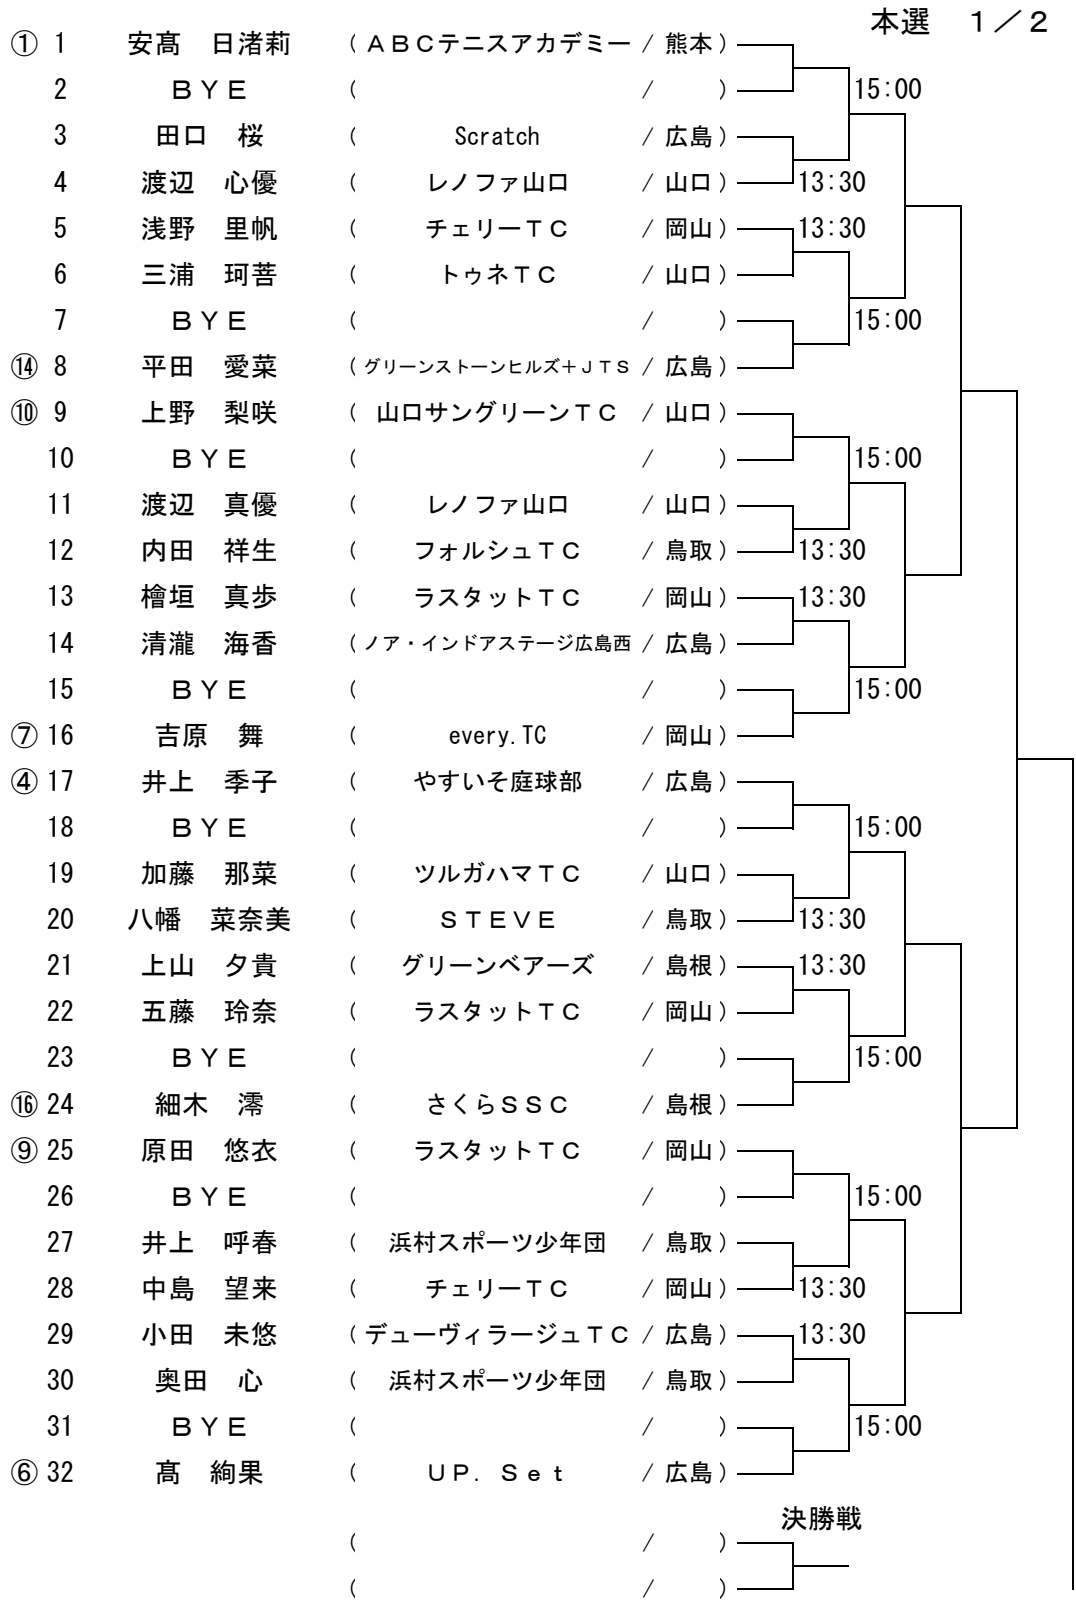 本選　１／２
① 1 安髙　日渚莉 ( ＡＢＣテニスアカデミー / 熊本 )
2 ＢＹＥ ( / ) 15:00
3 田口　桜 ( Scratch / 広島 )
4 渡辺　心優 ( レノファ山口 / 山口 ) 13:30
5 浅野　里帆 ( チェリーＴＣ / 岡山 ) 13:30
6 三浦　珂菩 ( トゥネＴＣ / 山口 )
7 ＢＹＥ ( / ) 15:00
⑭ 8 平田　愛菜 ( グリーンストーンヒルズ＋ＪＴＳ / 広島 )
⑩ 9 上野　梨咲 ( 山口サングリーンＴＣ / 山口 )
10 ＢＹＥ ( / ) 15:00
11 渡辺　真優 ( レノファ山口 / 山口 )
12 内田　祥生 ( フォルシュＴＣ / 鳥取 ) 13:30
13 檜垣　真歩 ( ラスタットＴＣ / 岡山 ) 13:30
14 清瀧　海香 ( ノア・インドアステージ広島西 / 広島 )
15 ＢＹＥ ( / ) 15:00
⑦ 16 吉原　舞 ( every.TC / 岡山 )
④ 17 井上　季子 ( やすいそ庭球部 / 広島 )
18 ＢＹＥ ( / ) 15:00
19 加藤　那菜 ( ツルガハマＴＣ / 山口 )
20 八幡　菜奈美 ( ＳＴＥＶＥ / 鳥取 ) 13:30
21 上山　夕貴 ( グリーンベアーズ / 島根 ) 13:30
22 五藤　玲奈 ( ラスタットＴＣ / 岡山 )
23 ＢＹＥ ( / ) 15:00
⑯ 24 細木　澪 ( さくらＳＳＣ / 島根 )
⑨ 25 原田　悠衣 ( ラスタットＴＣ / 岡山 )
26 ＢＹＥ ( / ) 15:00
27 井上　呼春 ( 浜村スポーツ少年団 / 鳥取 )
28 中島　望来 ( チェリーＴＣ / 岡山 ) 13:30
29 小田　未悠 ( デューヴィラージュＴＣ / 広島 ) 13:30
30 奥田　心 ( 浜村スポーツ少年団 / 鳥取 )
31 ＢＹＥ ( / ) 15:00
⑥ 32 髙　絢果 ( ＵＰ．Ｓｅｔ / 広島 )
決勝戦
( / )
( / )